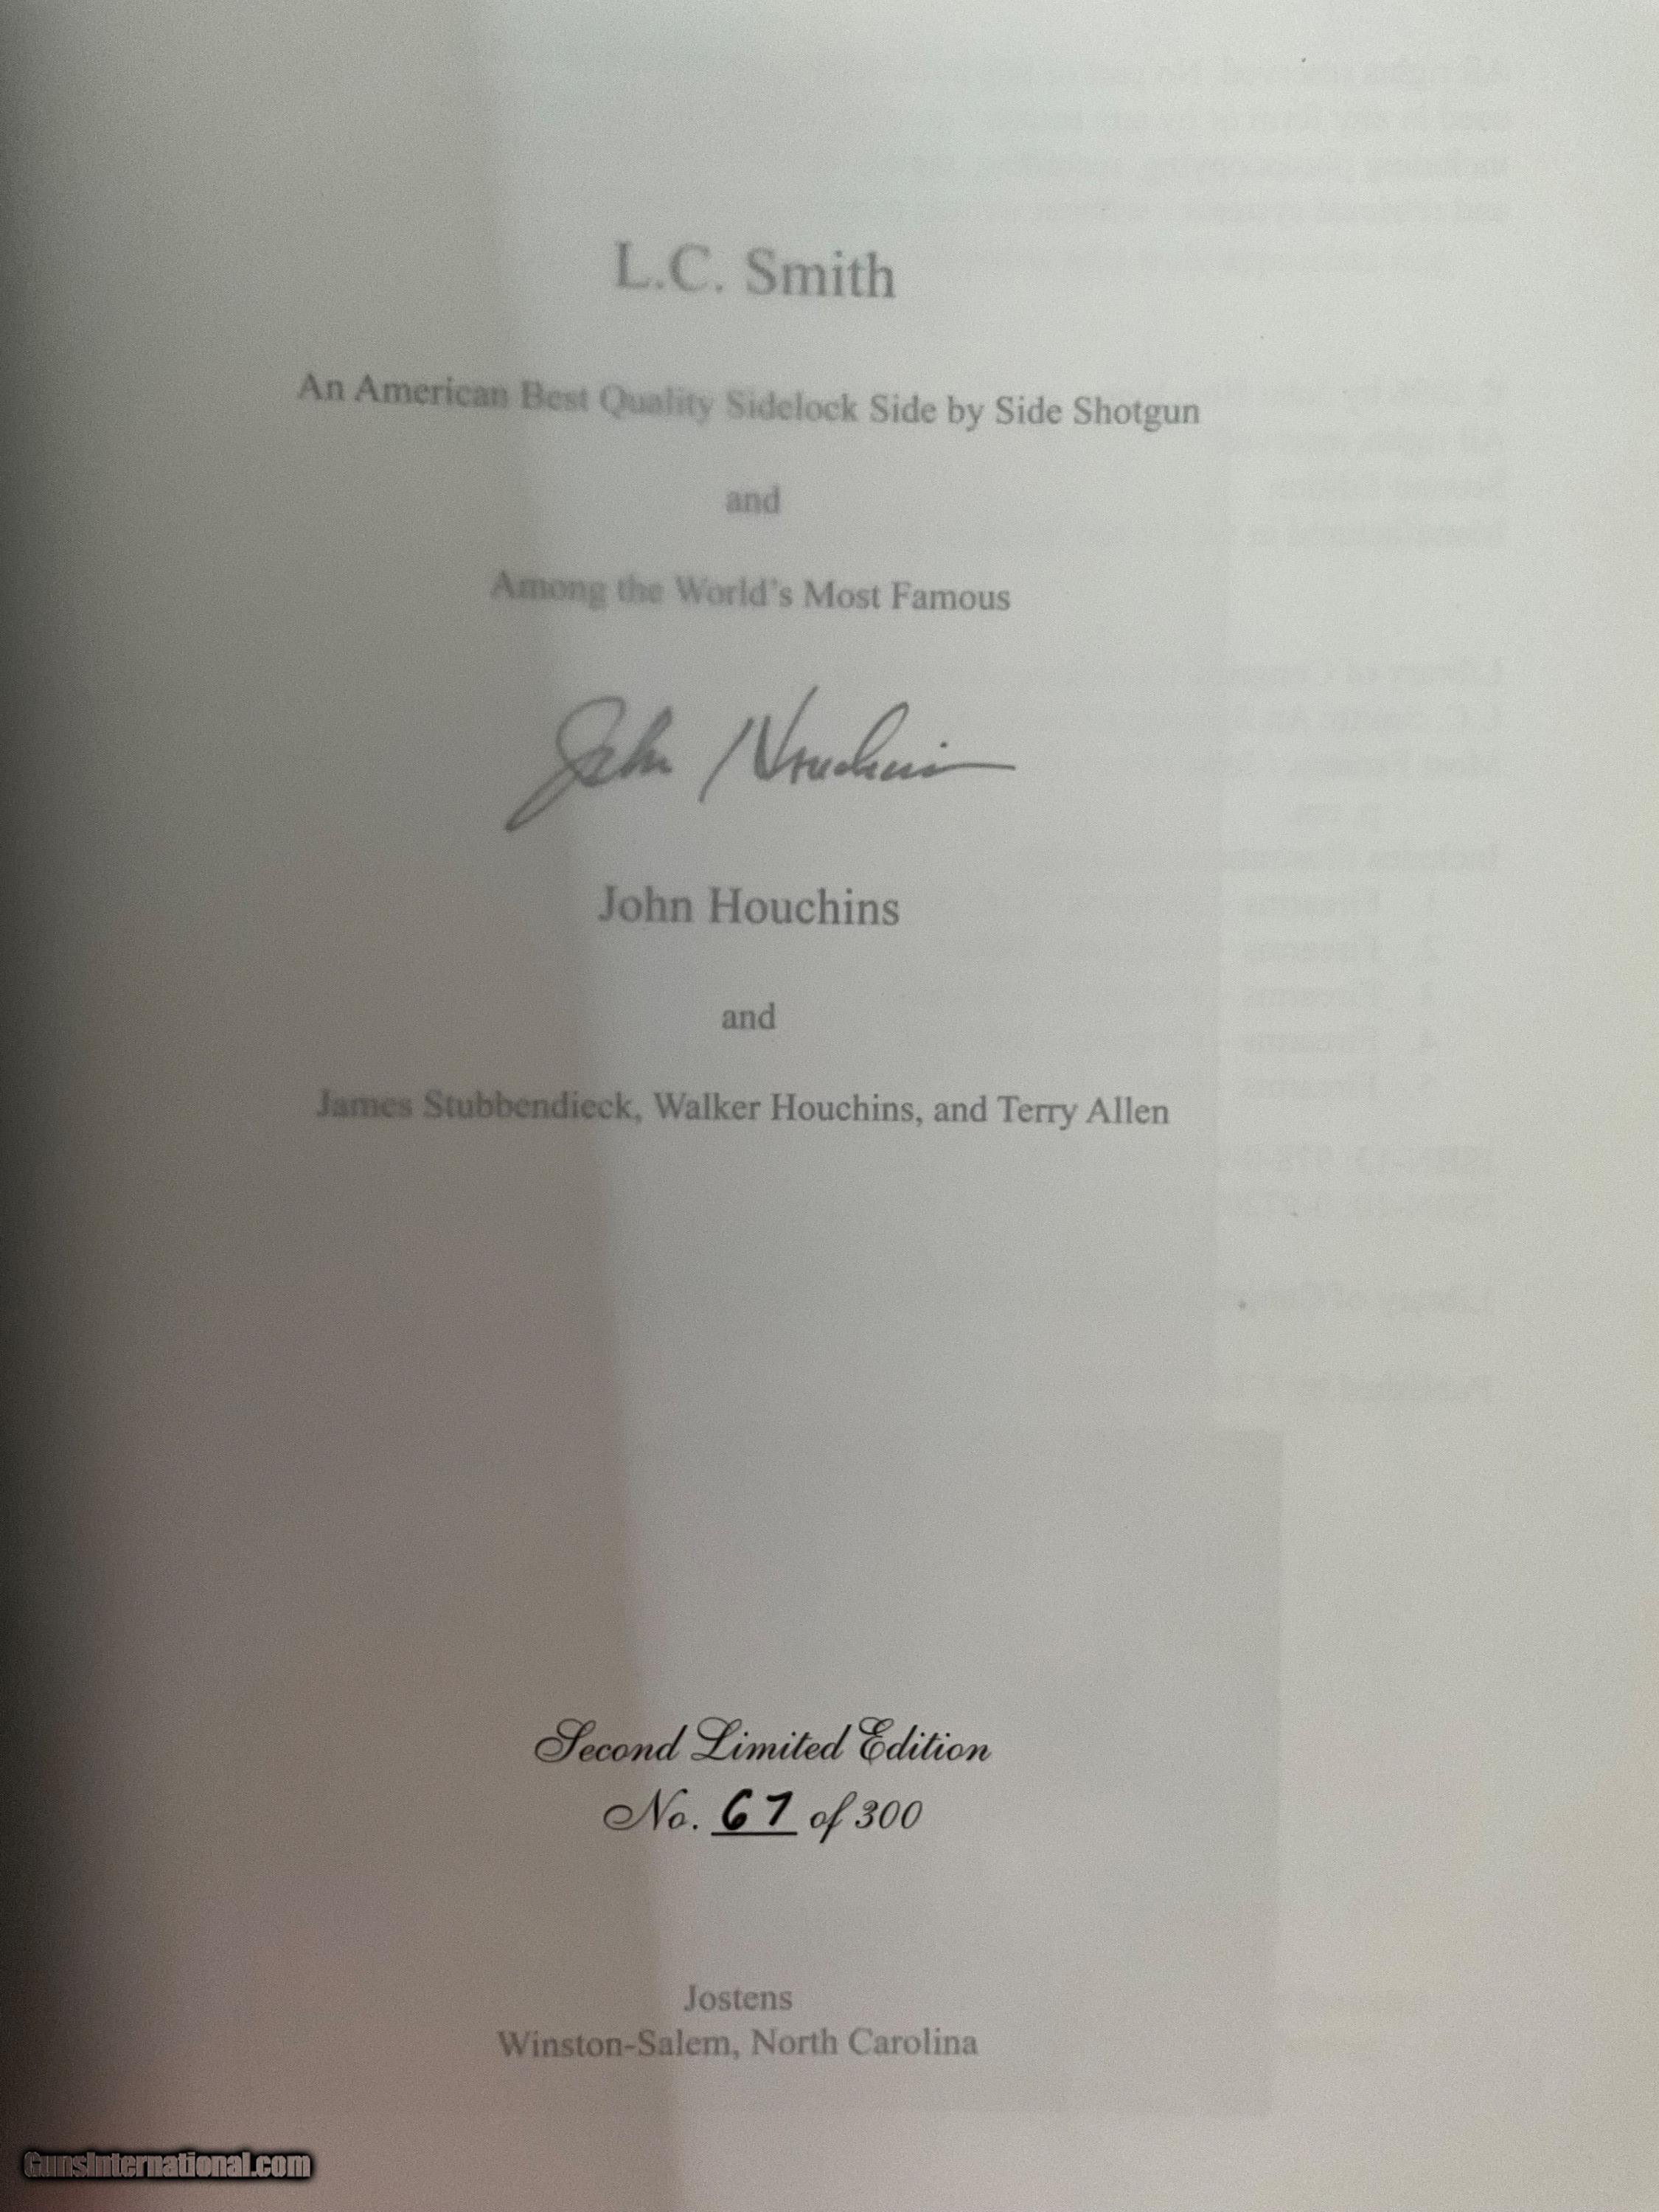 L.C. Smith
An American Best Quality Sidelock Side by Side Shotgun
and
Among the World's Most Famous
John Houchins
John Houchins
and
James Stubbendieck, Walker Houchins, and Terry Allen
Second Limited Edition
No. 67 of 300
Jostens
Winston-Salem, North Carolina
GunsInternational.com